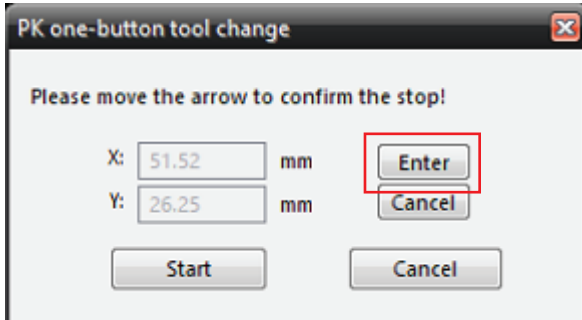 PK one-button tool change
Please move the arrow to confirm the stop!
X: 51.52 mm Enter
Y: 26.25 mm Cancel
Start Cancel